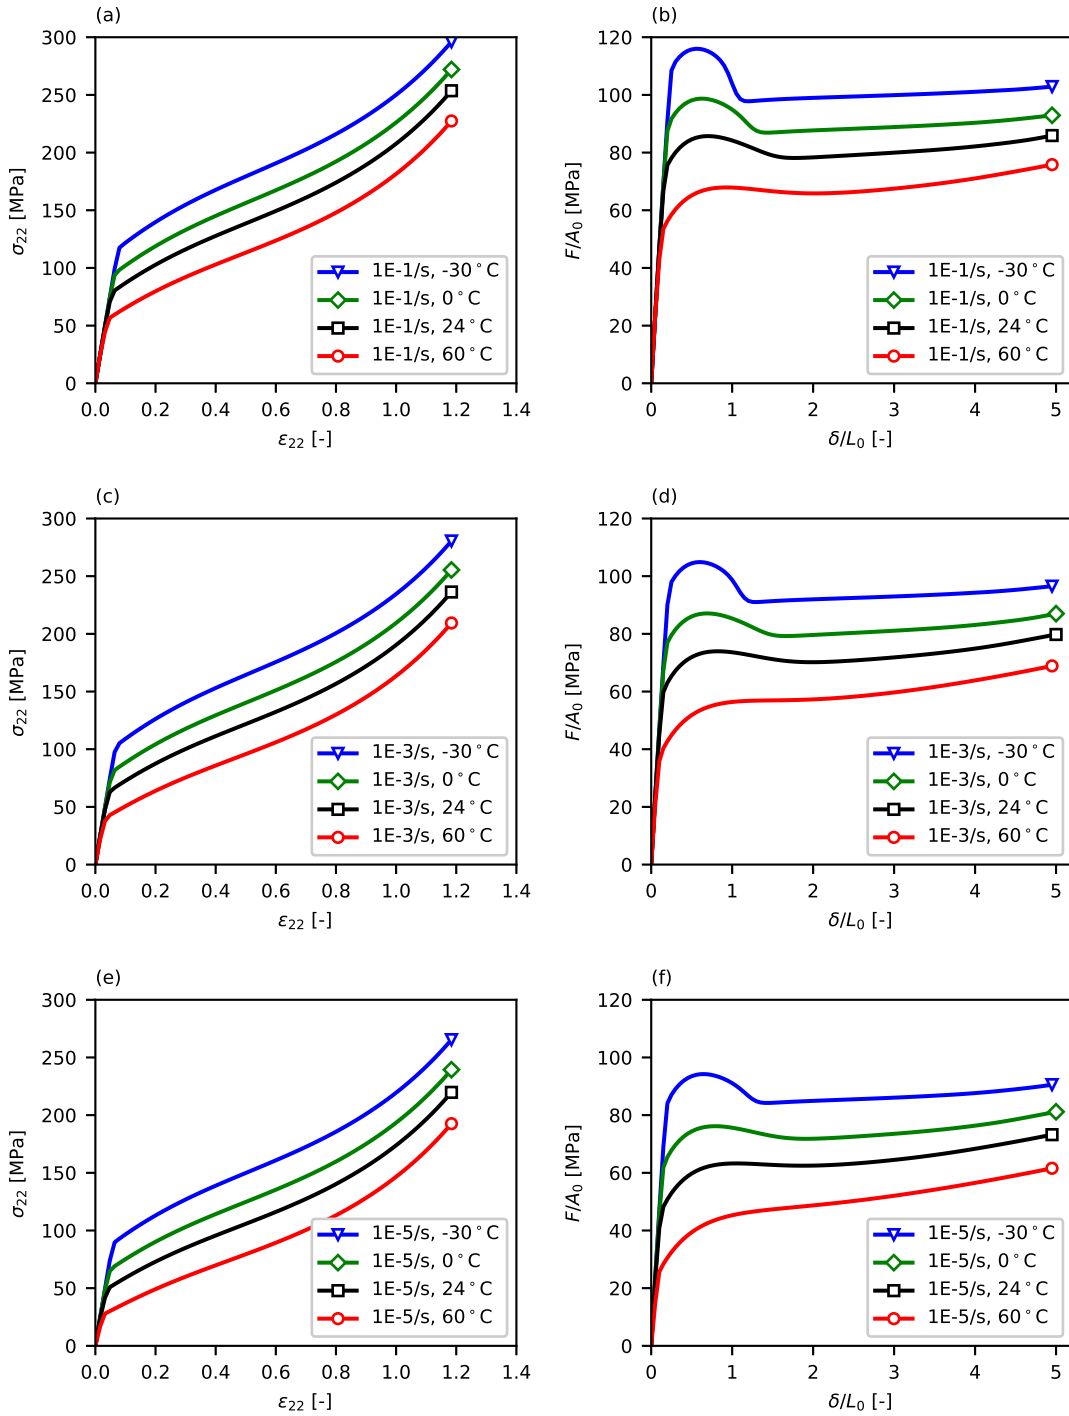 (a)
300
250
200
150
100
50
0
σ22 [MPa]
0.0 0.2 0.4 0.6 0.8 1.0 1.2 1.4
ε22 [-]
1E-1/s, -30°C
1E-1/s, 0°C
1E-1/s, 24°C
1E-1/s, 60°C
(b)
120
100
80
60
40
20
0
F/A0 [MPa]
0 1 2 3 4 5
δ/L0 [-]
1E-1/s, -30°C
1E-1/s, 0°C
1E-1/s, 24°C
1E-1/s, 60°C
(c)
300
250
200
150
100
50
0
σ22 [MPa]
0.0 0.2 0.4 0.6 0.8 1.0 1.2 1.4
ε22 [-]
1E-3/s, -30°C
1E-3/s, 0°C
1E-3/s, 24°C
1E-3/s, 60°C
(d)
120
100
80
60
40
20
0
F/A0 [MPa]
0 1 2 3 4 5
δ/L0 [-]
1E-3/s, -30°C
1E-3/s, 0°C
1E-3/s, 24°C
1E-3/s, 60°C
(e)
300
250
200
150
100
50
0
σ22 [MPa]
0.0 0.2 0.4 0.6 0.8 1.0 1.2 1.4
ε22 [-]
1E-5/s, -30°C
1E-5/s, 0°C
1E-5/s, 24°C
1E-5/s, 60°C
(f)
120
100
80
60
40
20
0
F/A0 [MPa]
0 1 2 3 4 5
δ/L0 [-]
1E-5/s, -30°C
1E-5/s, 0°C
1E-5/s, 24°C
1E-5/s, 60°C